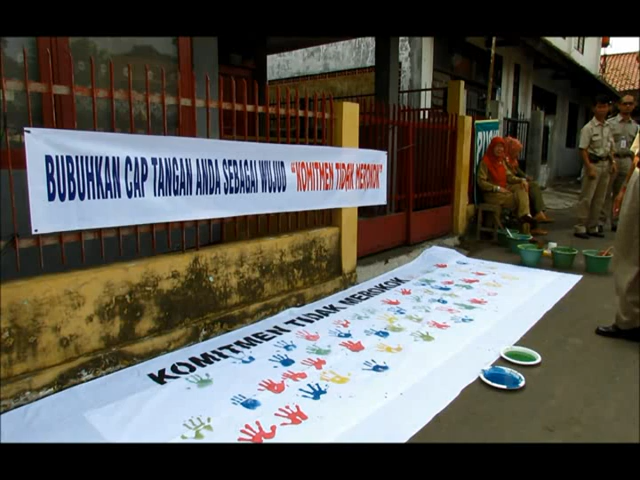 BUBUHKAN CAP TANGAN ANDA SEBAGAI WUJUD "KOMITMEN TIDAK MEROKOK"
KOMITMEN TIDAK MEROKOK